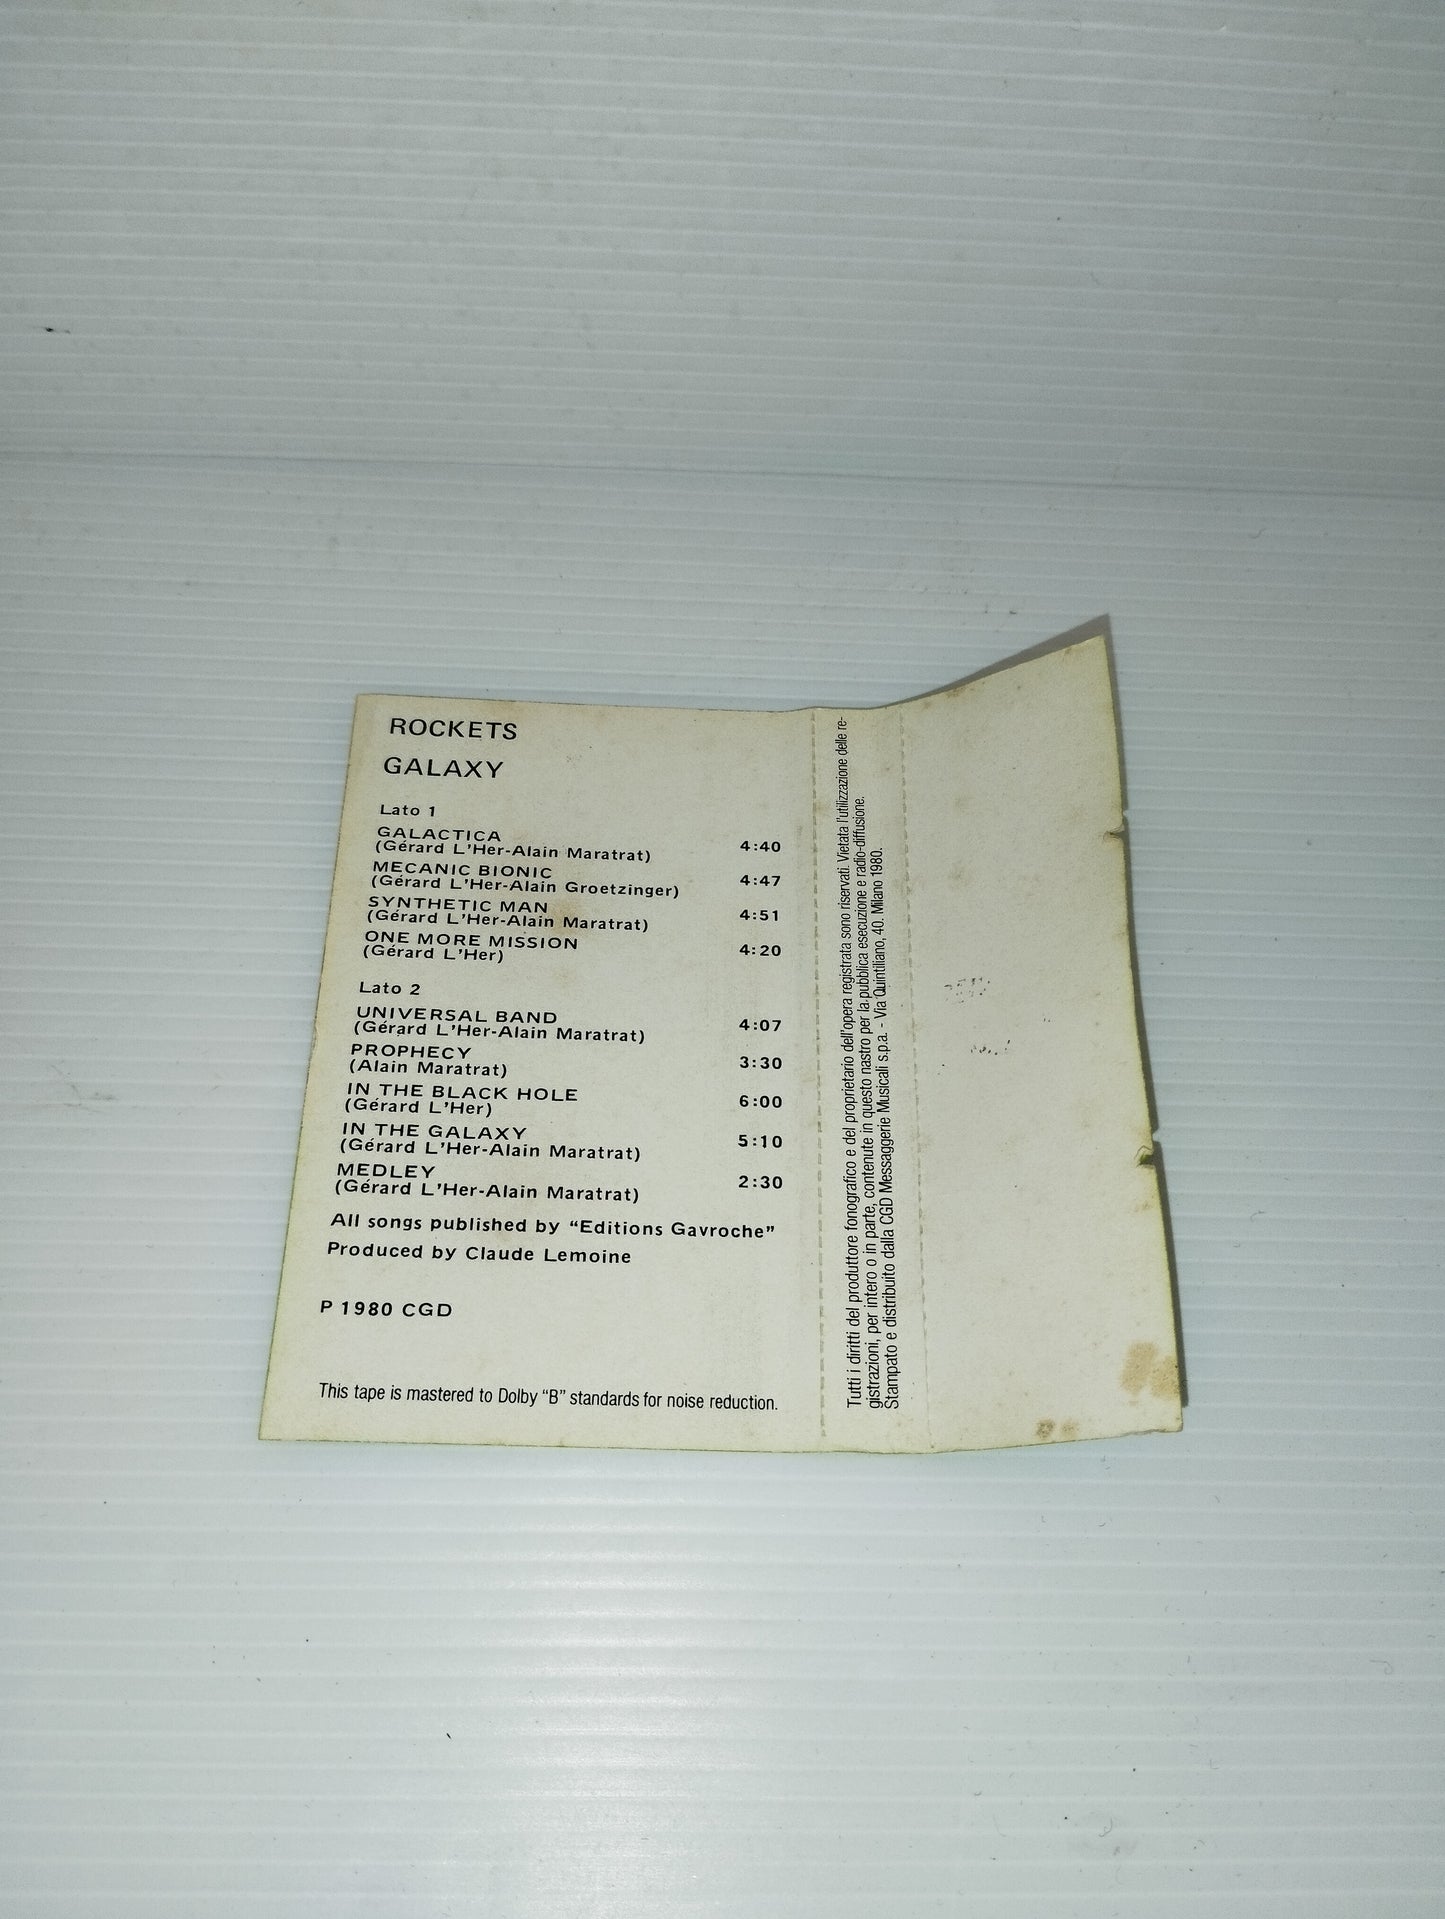 ROCKETS
GALAXY
Lato 1
GALACTICA
(Gérard L'Her-Alain Maratrat) 4:40
MECANIC BIONIC
(Gérard L'Her-Alain Groetzinger) 4:47
SYNTHETIC MAN
(Gérard L'Her-Alain Maratrat) 4:51
ONE MORE MISSION
(Gérard L'Her) 4:20
Lato 2
UNIVERSAL BAND
(Gérard L'Her-Alain Maratrat) 4:07
PROPHECY
(Alain Maratrat) 3:30
IN THE BLACK HOLE
(Gérard L'Her) 6:00
IN THE GALAXY
(Gérard L'Her-Alain Maratrat) 5:10
MEDLEY
(Gérard L'Her-Alain Maratrat) 2:30
All songs published by “Editions Gavroche”
Produced by Claude Lemoine
P 1980 CGD
This tape is mastered to Dolby “B” standards for noise reduction.
Tutti i diritti del produttore fonografico e del proprietario dell'opera registrata sono riservati. Vietata l'utilizzazione delle re-
gistrazioni, per intero o in parte, contenute in questo nastro per la pubblica esecuzione e radio-diffusione.
Stampato e distribuito dalla CGD Messaggerie Musicali s.p.a. - Via Quintiliano, 40. Milano 1980.